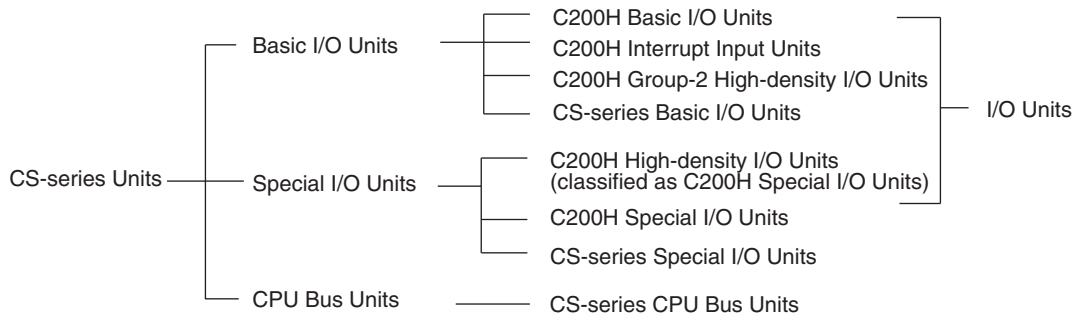 CS-series Units
Basic I/O Units
C200H Basic I/O Units
C200H Interrupt Input Units
C200H Group-2 High-density I/O Units
CS-series Basic I/O Units
Special I/O Units
C200H High-density I/O Units
(classified as C200H Special I/O Units)
C200H Special I/O Units
CS-series Special I/O Units
CPU Bus Units
CS-series CPU Bus Units
I/O Units